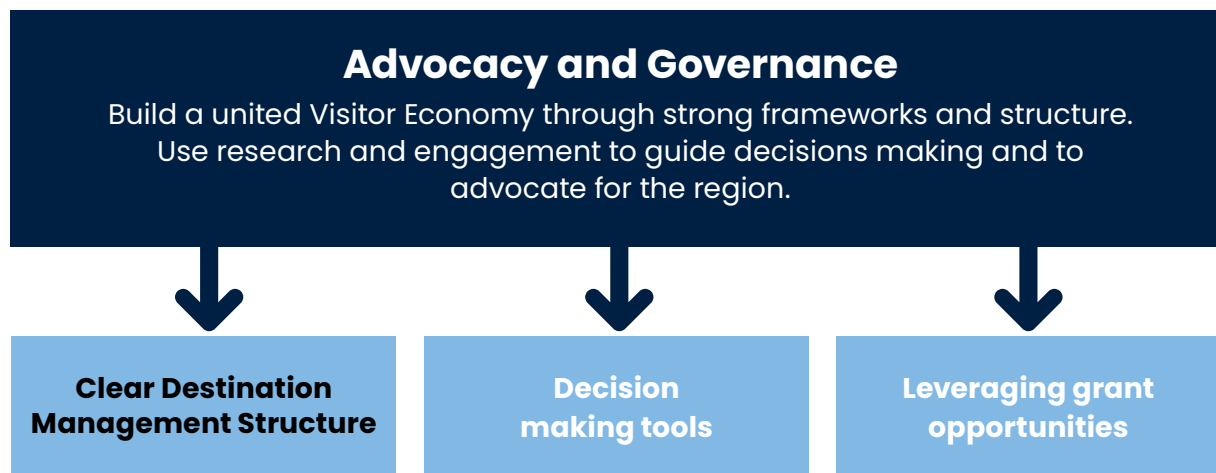 Advocacy and Governance
Build a united Visitor Economy through strong frameworks and structure.
Use research and engagement to guide decisions making and to
advocate for the region.
Clear Destination
Management Structure
Decision
making tools
Leveraging grant
opportunities